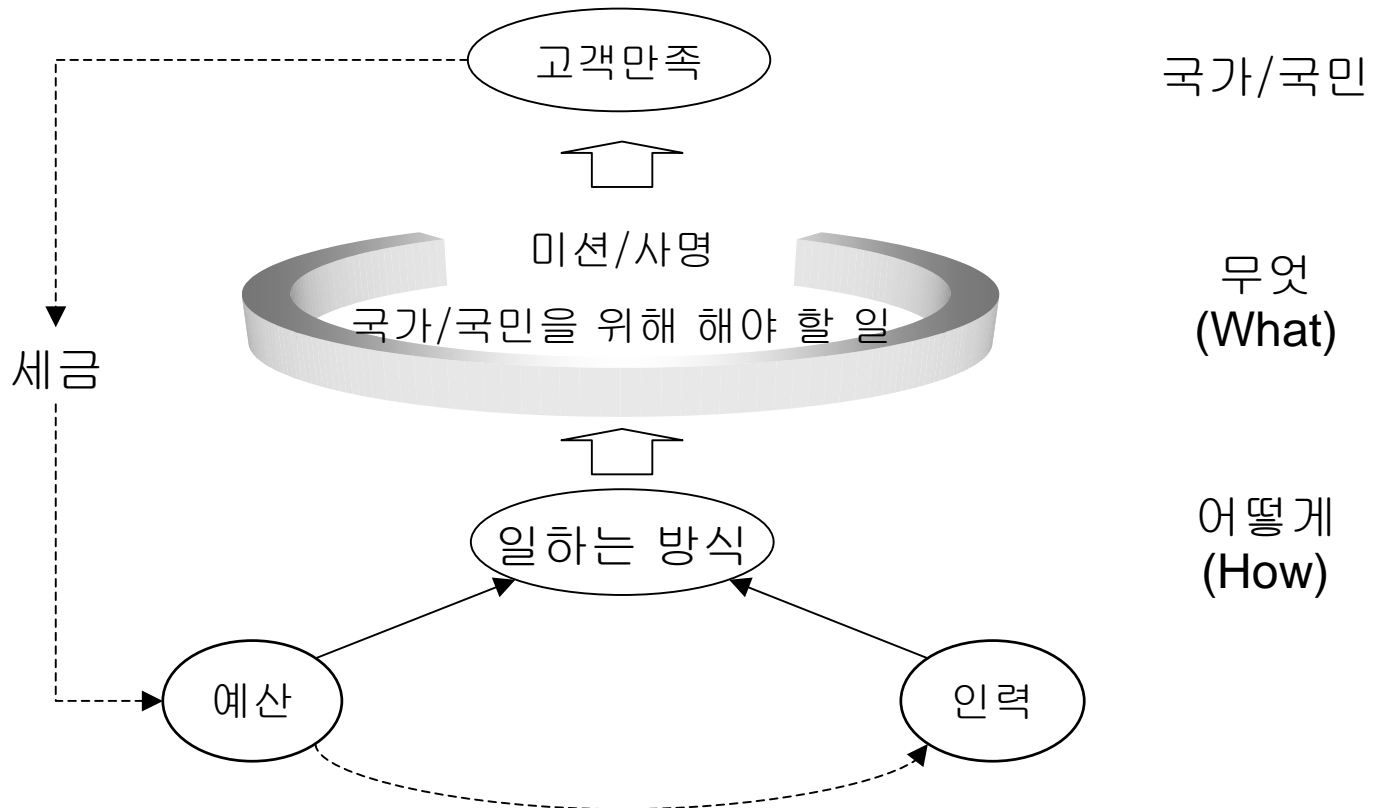 고객만족
국가/국민
미션/사명
국가/국민을 위해 해야 할 일
무엇
(What)
세금
일하는 방식
어떻게
(How)
예산
인력